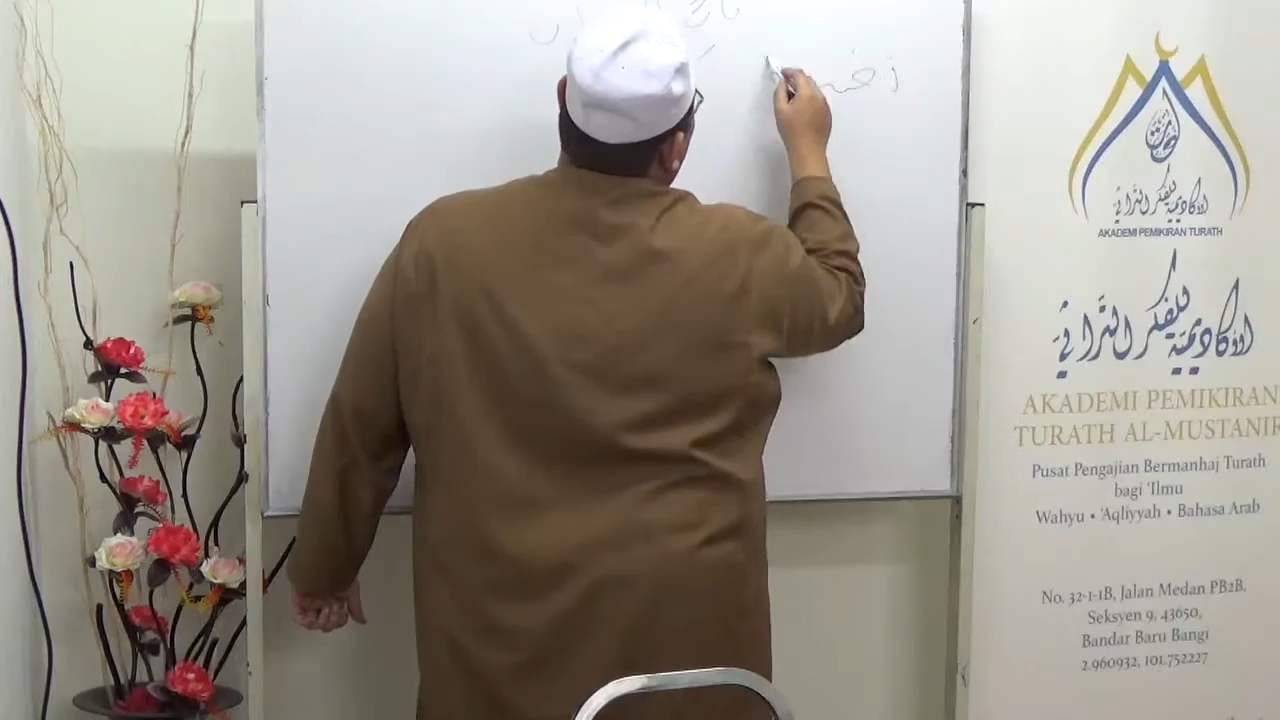 الأكاديمية للفكر التراثي
AKADEMI PEMIKIRAN TURATH
الأكاديمية للفكر التراثي
AKADEMI PEMIKIRAN
TURATH AL-MUSTANIR
Pusat Pengajian Bermanhaj Turath
bagi 'Ilmu
Wahyu • 'Aqliyyah • Bahasa Arab
No. 32-1-1B, Jalan Medan PB2B,
Seksyen 9, 43650,
Bandar Baru Bangi
2.960932, 101.752227